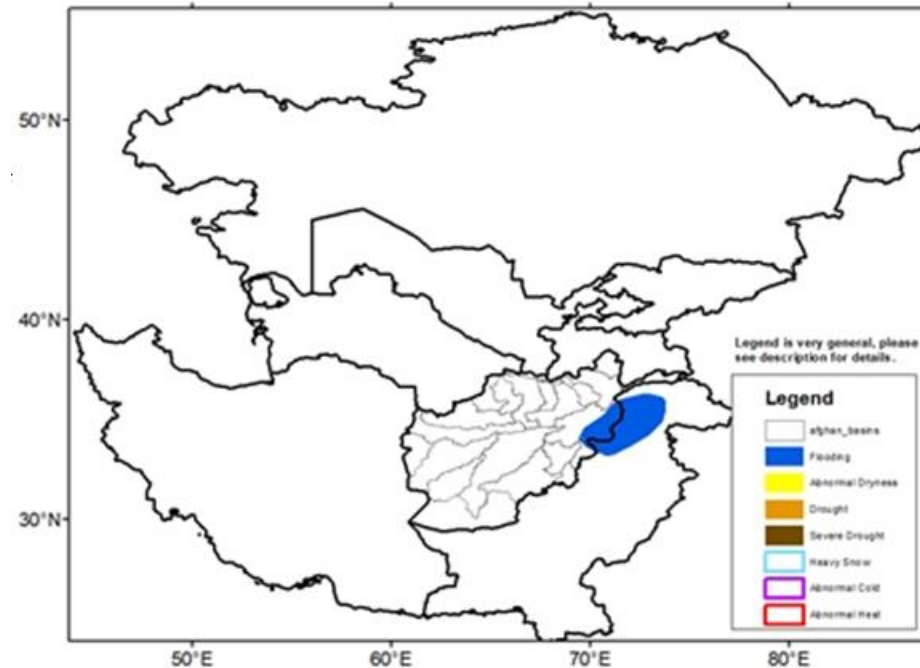 50°N
40°N
30°N
50°E
60°E
70°E
80°E
Legend is very general, please
see description for details.
Legend
afghan_basins
Flooding
Abnormal Dryness
Drought
Severe Drought
Heavy Snow
Abnormal Cold
Abnormal Heat